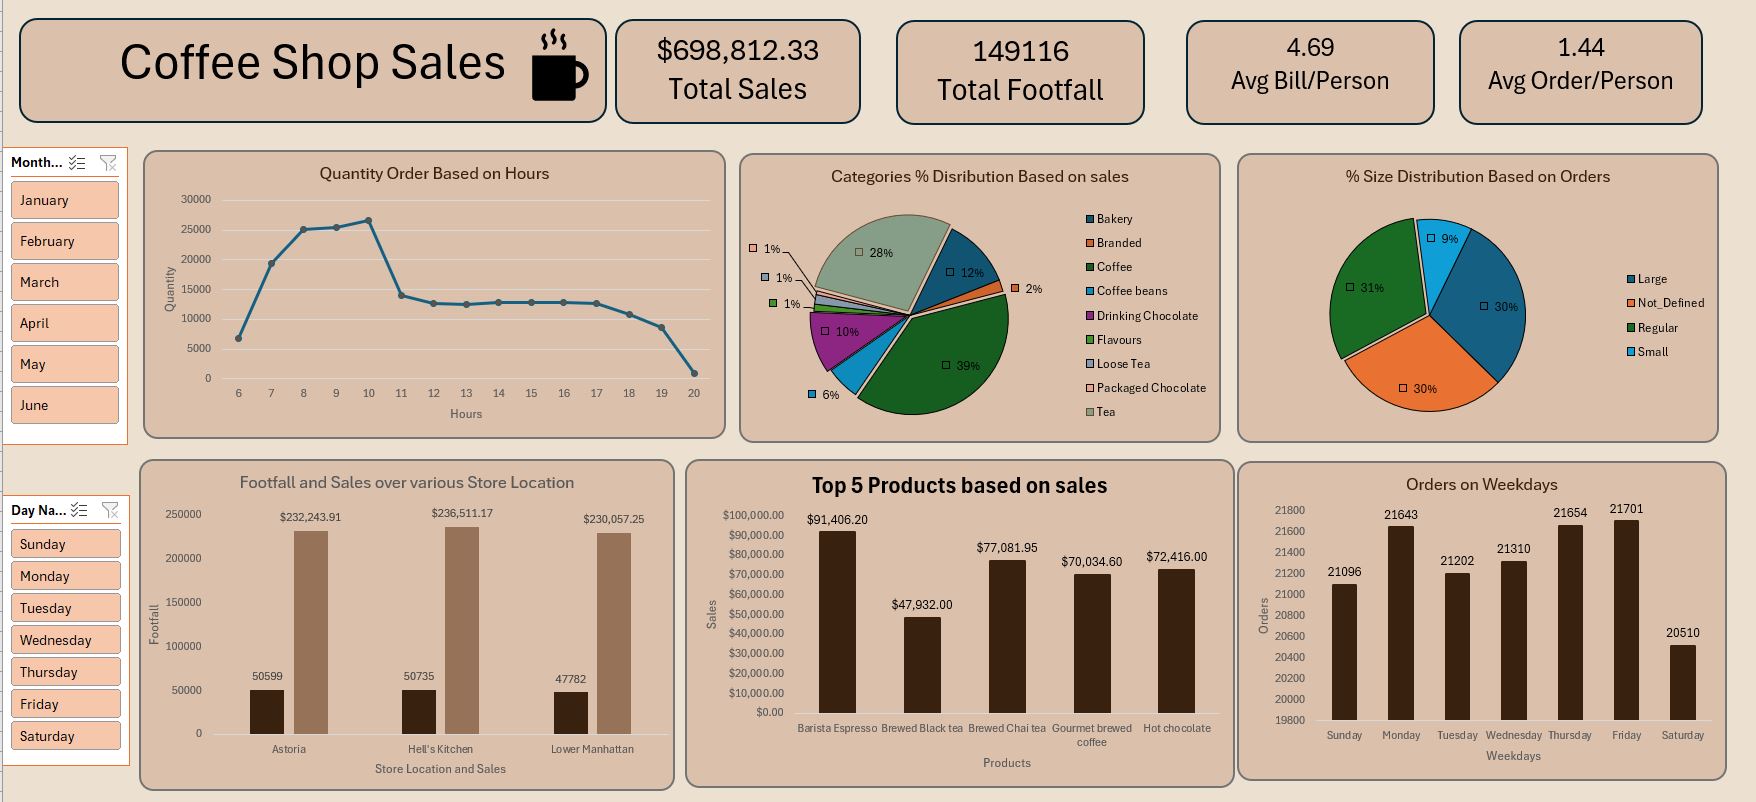 Coffee Shop Sales
$698,812.33
Total Sales
149116
Total Footfall
4.69
Avg Bill/Person
1.44
Avg Order/Person
Month...
January
February
March
April
May
June
Quantity Order Based on Hours
30000
25000
20000
15000
10000
5000
0
Quantity
6 7 8 9 10 11 12 13 14 15 16 17 18 19 20
Hours
Categories % Disribution Based on sales
28%
12%
2%
39%
6%
10%
1%
1%
1%
Bakery
Branded
Coffee
Coffee beans
Drinking Chocolate
Flavours
Loose Tea
Packaged Chocolate
Tea
% Size Distribution Based on Orders
9%
31%
30%
30%
Large
Not_Defined
Regular
Small
Day Na...
Sunday
Monday
Tuesday
Wednesday
Thursday
Friday
Saturday
Footfall and Sales over various Store Location
250000
200000
150000
100000
50000
0
Footfall
$232,243.91
$236,511.17
$230,057.25
50599
50735
47782
Astoria
Hell's Kitchen
Lower Manhattan
Store Location and Sales
Top 5 Products based on sales
$100,000.00
$90,000.00
$80,000.00
$70,000.00
$60,000.00
$50,000.00
$40,000.00
$30,000.00
$20,000.00
$10,000.00
$0.00
Sales
$91,406.20
$47,932.00
$77,081.95
$70,034.60
$72,416.00
Barista Espresso
Brewed Black tea
Brewed Chai tea
Gourmet brewed
coffee
Hot chocolate
Products
Orders on Weekdays
21800
21600
21400
21200
21000
20800
20600
20400
20200
20000
19800
Orders
21096
21643
21202
21310
21654
21701
20510
Sunday
Monday
Tuesday
Wednesday
Thursday
Friday
Saturday
Weekdays